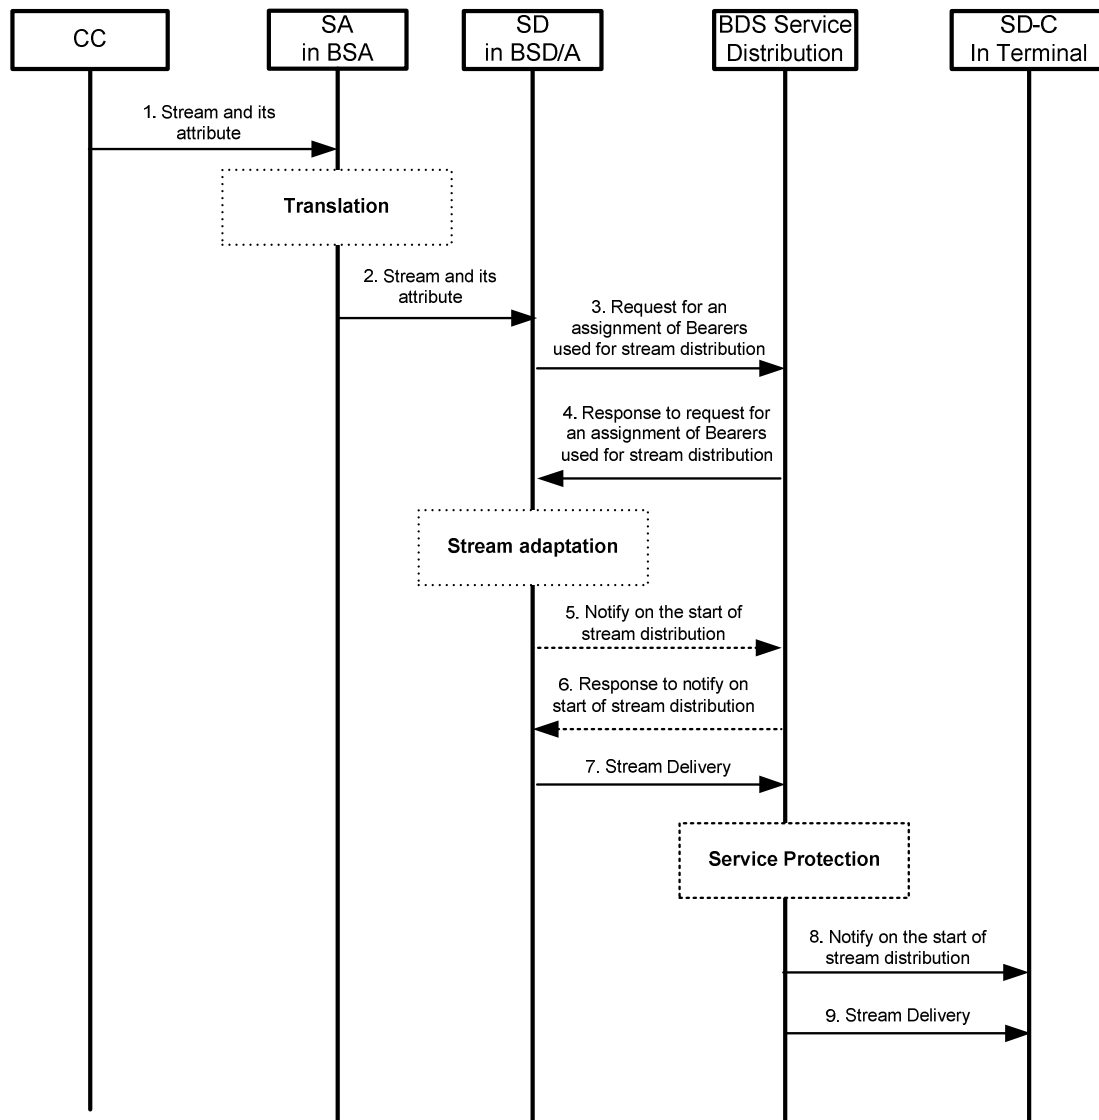 CC
SA
in BSA
SD
in BSD/A
BDS Service
Distribution
SD-C
In Terminal
1. Stream and its
attribute
Translation
2. Stream and its
attribute
3. Request for an
assignment of Bearers
used for stream distribution
4. Response to request for
an assignment of Bearers
used for stream distribution
Stream adaptation
5. Notify on the start of
stream distribution
6. Response to notify on
start of stream distribution
7. Stream Delivery
Service Protection
8. Notify on the start of
stream distribution
9. Stream Delivery